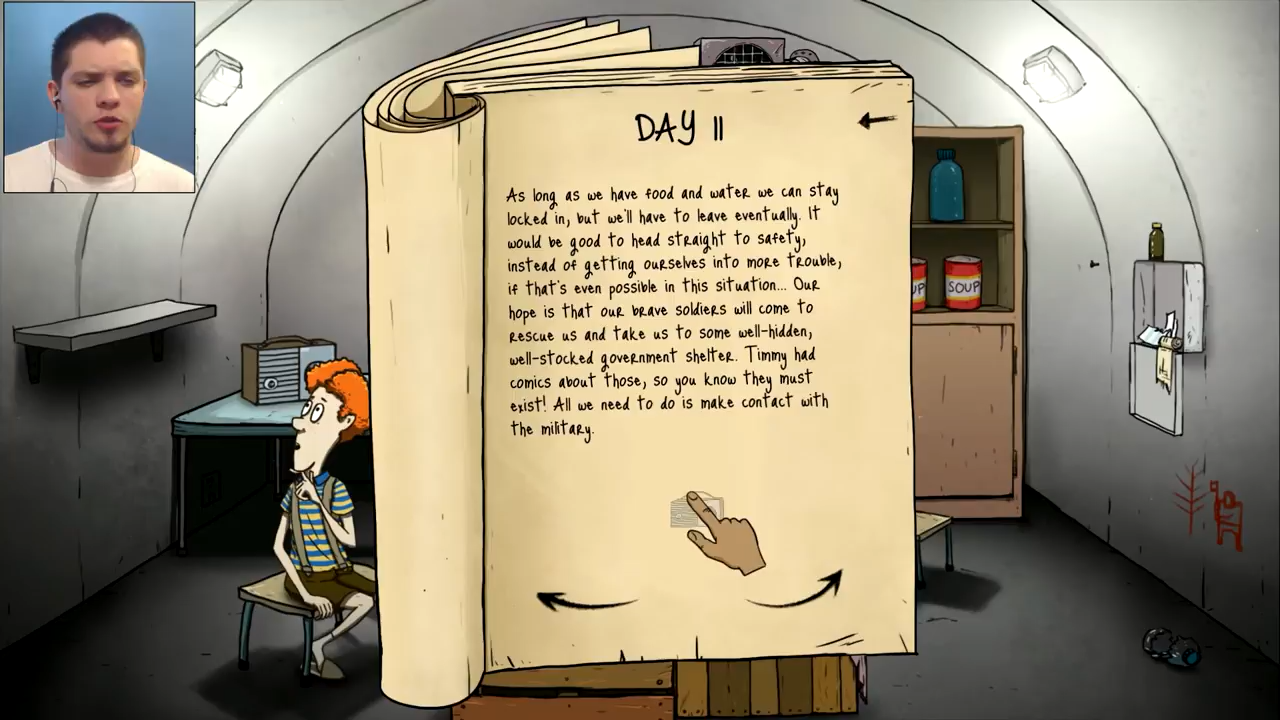 DAY 11
As long as we have food and water we can stay
locked in, but we'll have to leave eventually. It
would be good to head straight to safety,
instead of getting ourselves into more trouble,
if that's even possible in this situation... Our
hope is that our brave soldiers will come to
rescue us and take us to some well-hidden,
well-stocked government shelter. Timmy had
comics about those, so you know they must
exist! All we need to do is make contact with
the military.
UP
SOUP